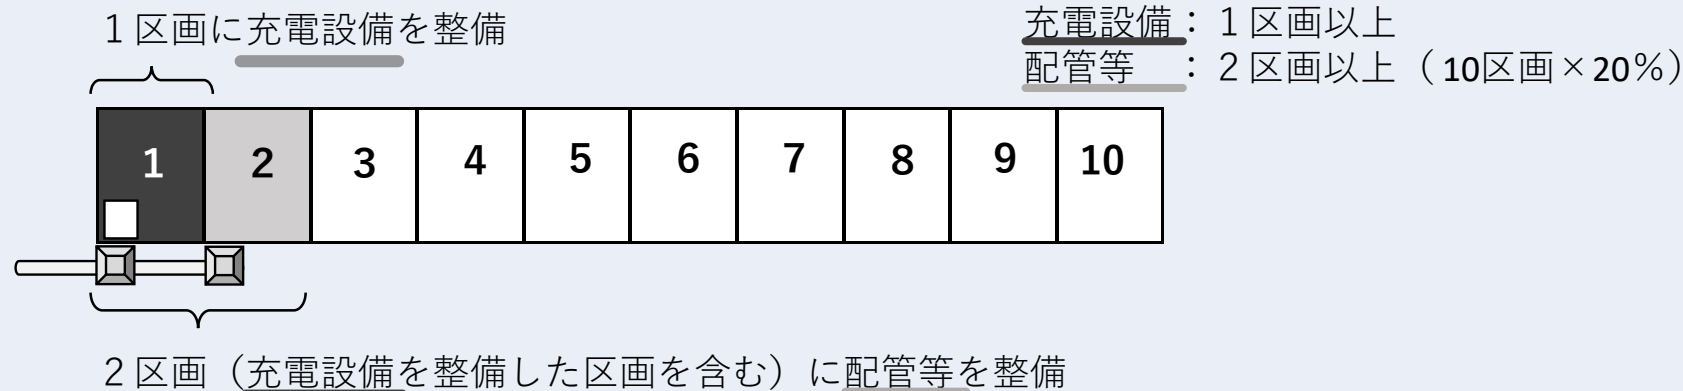 1区画に充電設備を整備
充電設備：1区画以上
配管等　：2区画以上（10区画×20％）
1 2 3 4 5 6 7 8 9 10
2区画（充電設備を整備した区画を含む）に配管等を整備